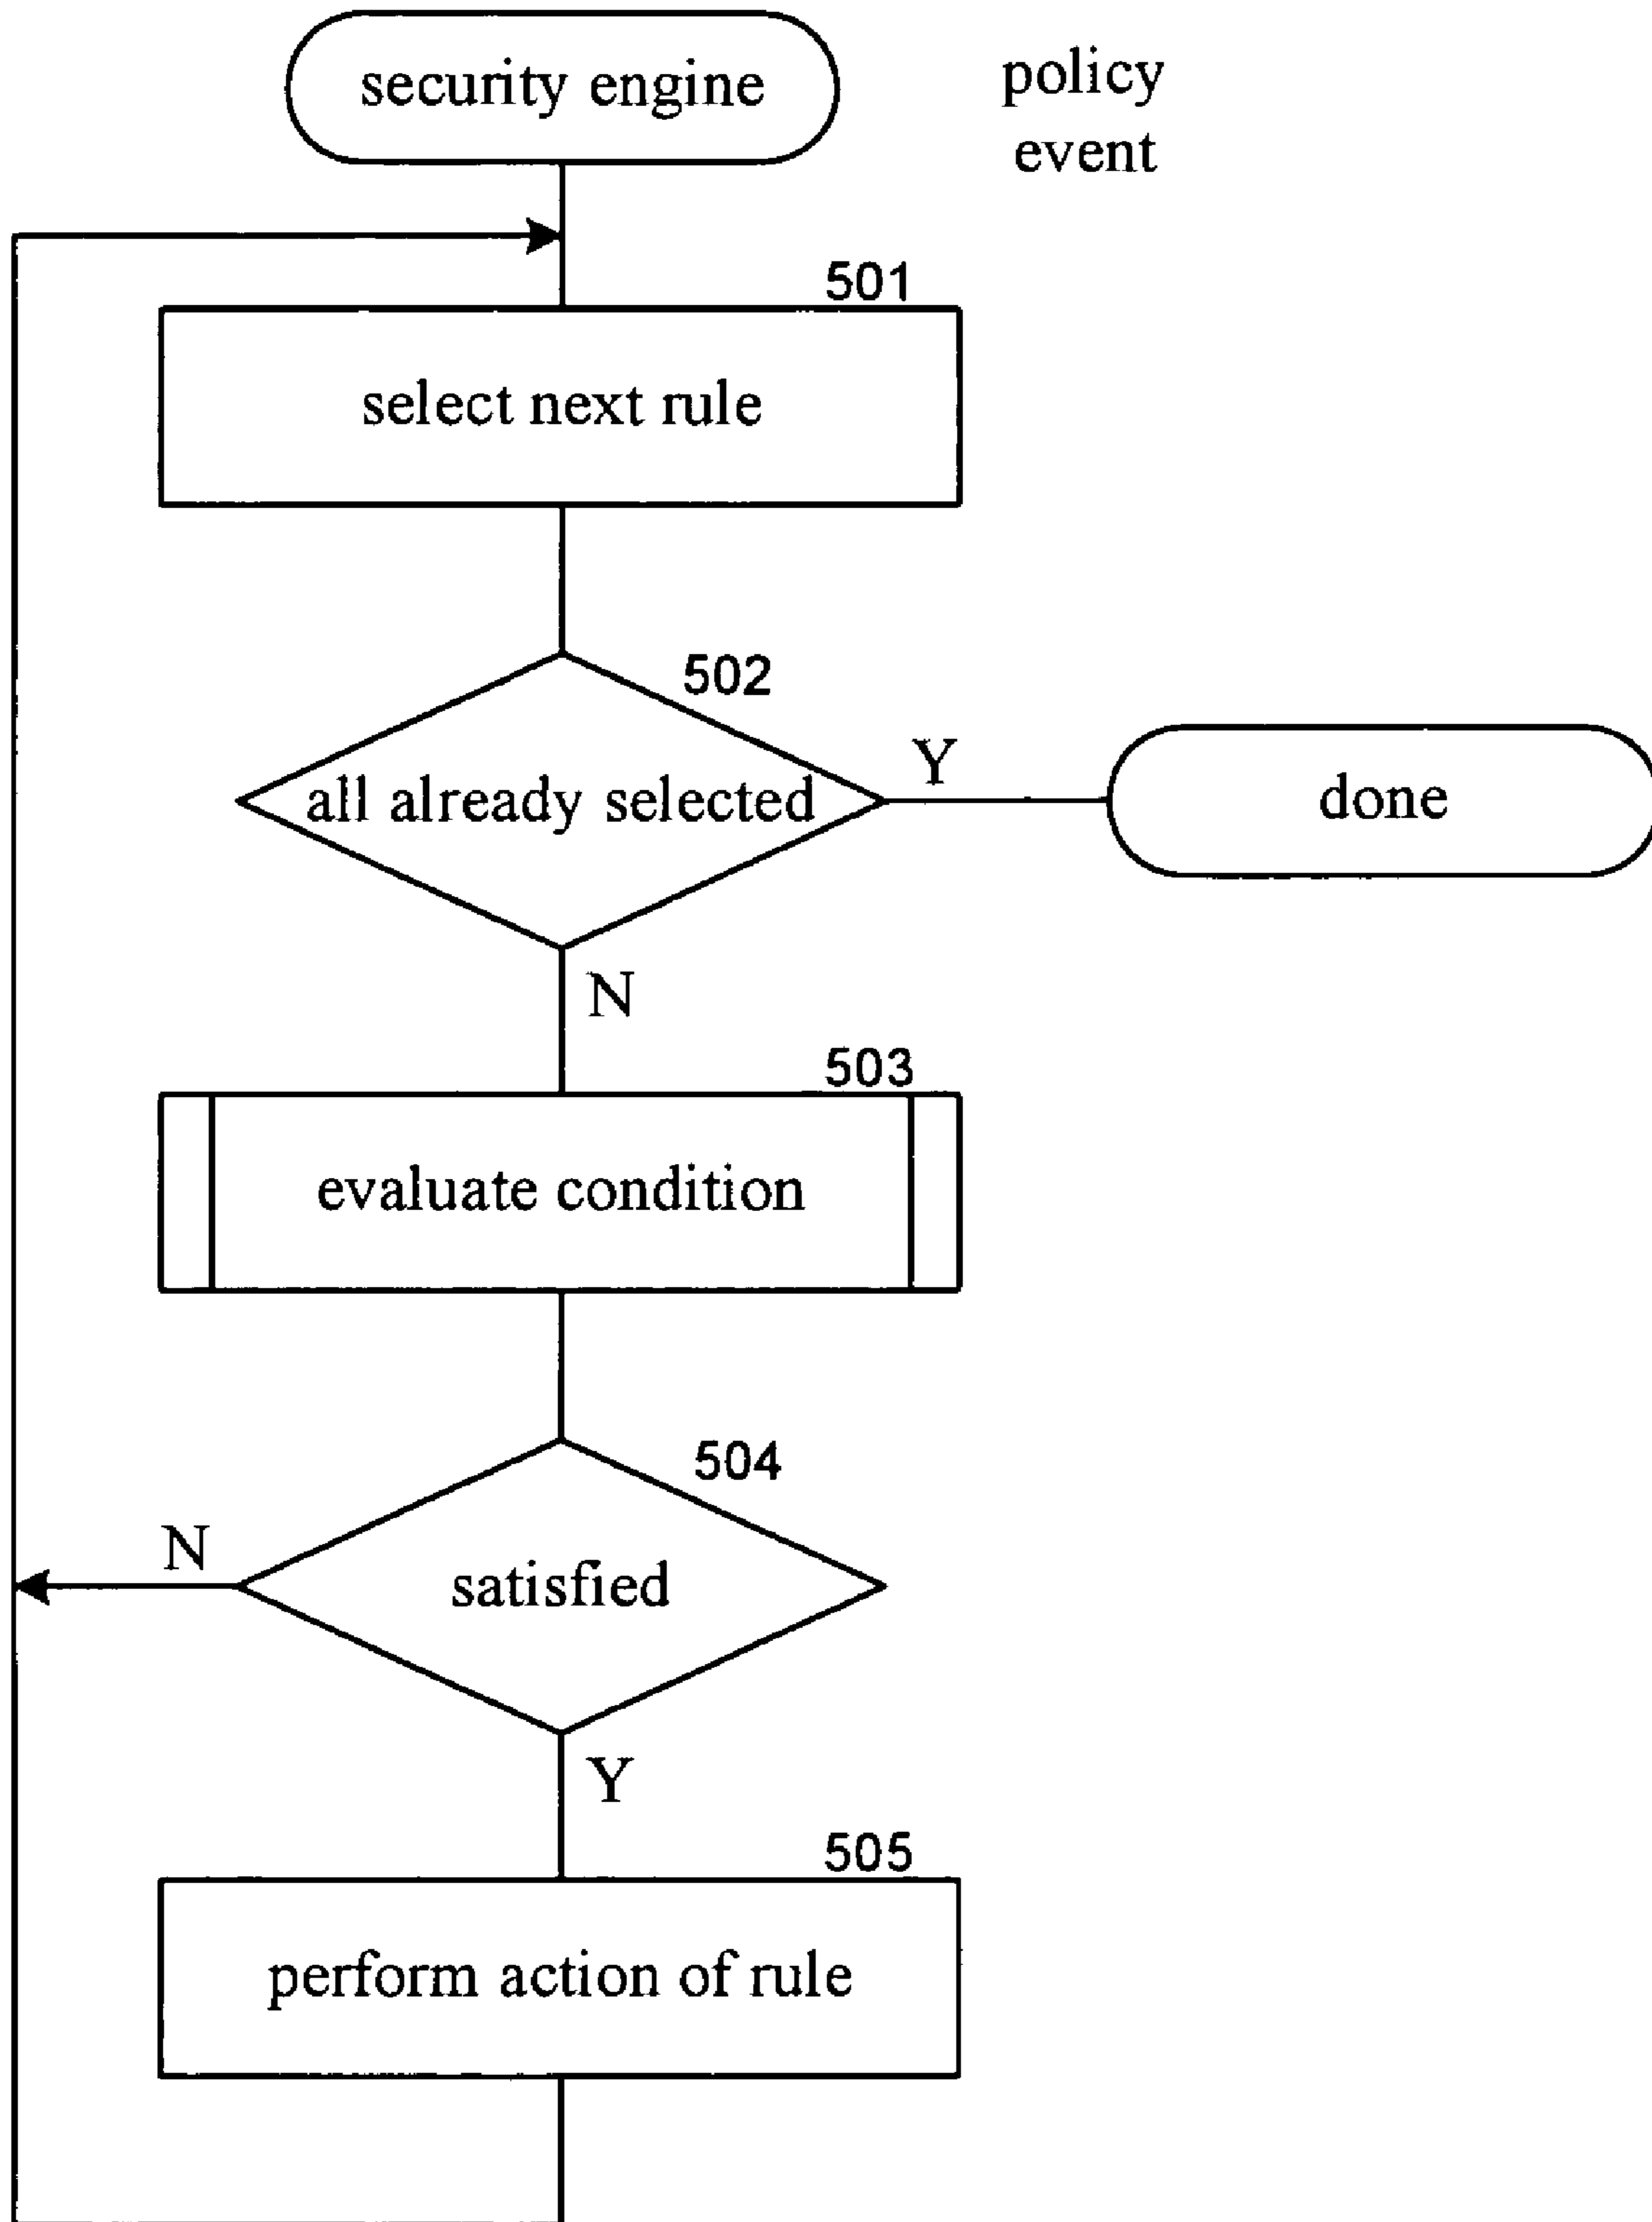 security engine
policy
event
501
select next rule
502
all already selected
Y
done
N
503
evaluate condition
504
N
satisfied
Y
505
perform action of rule